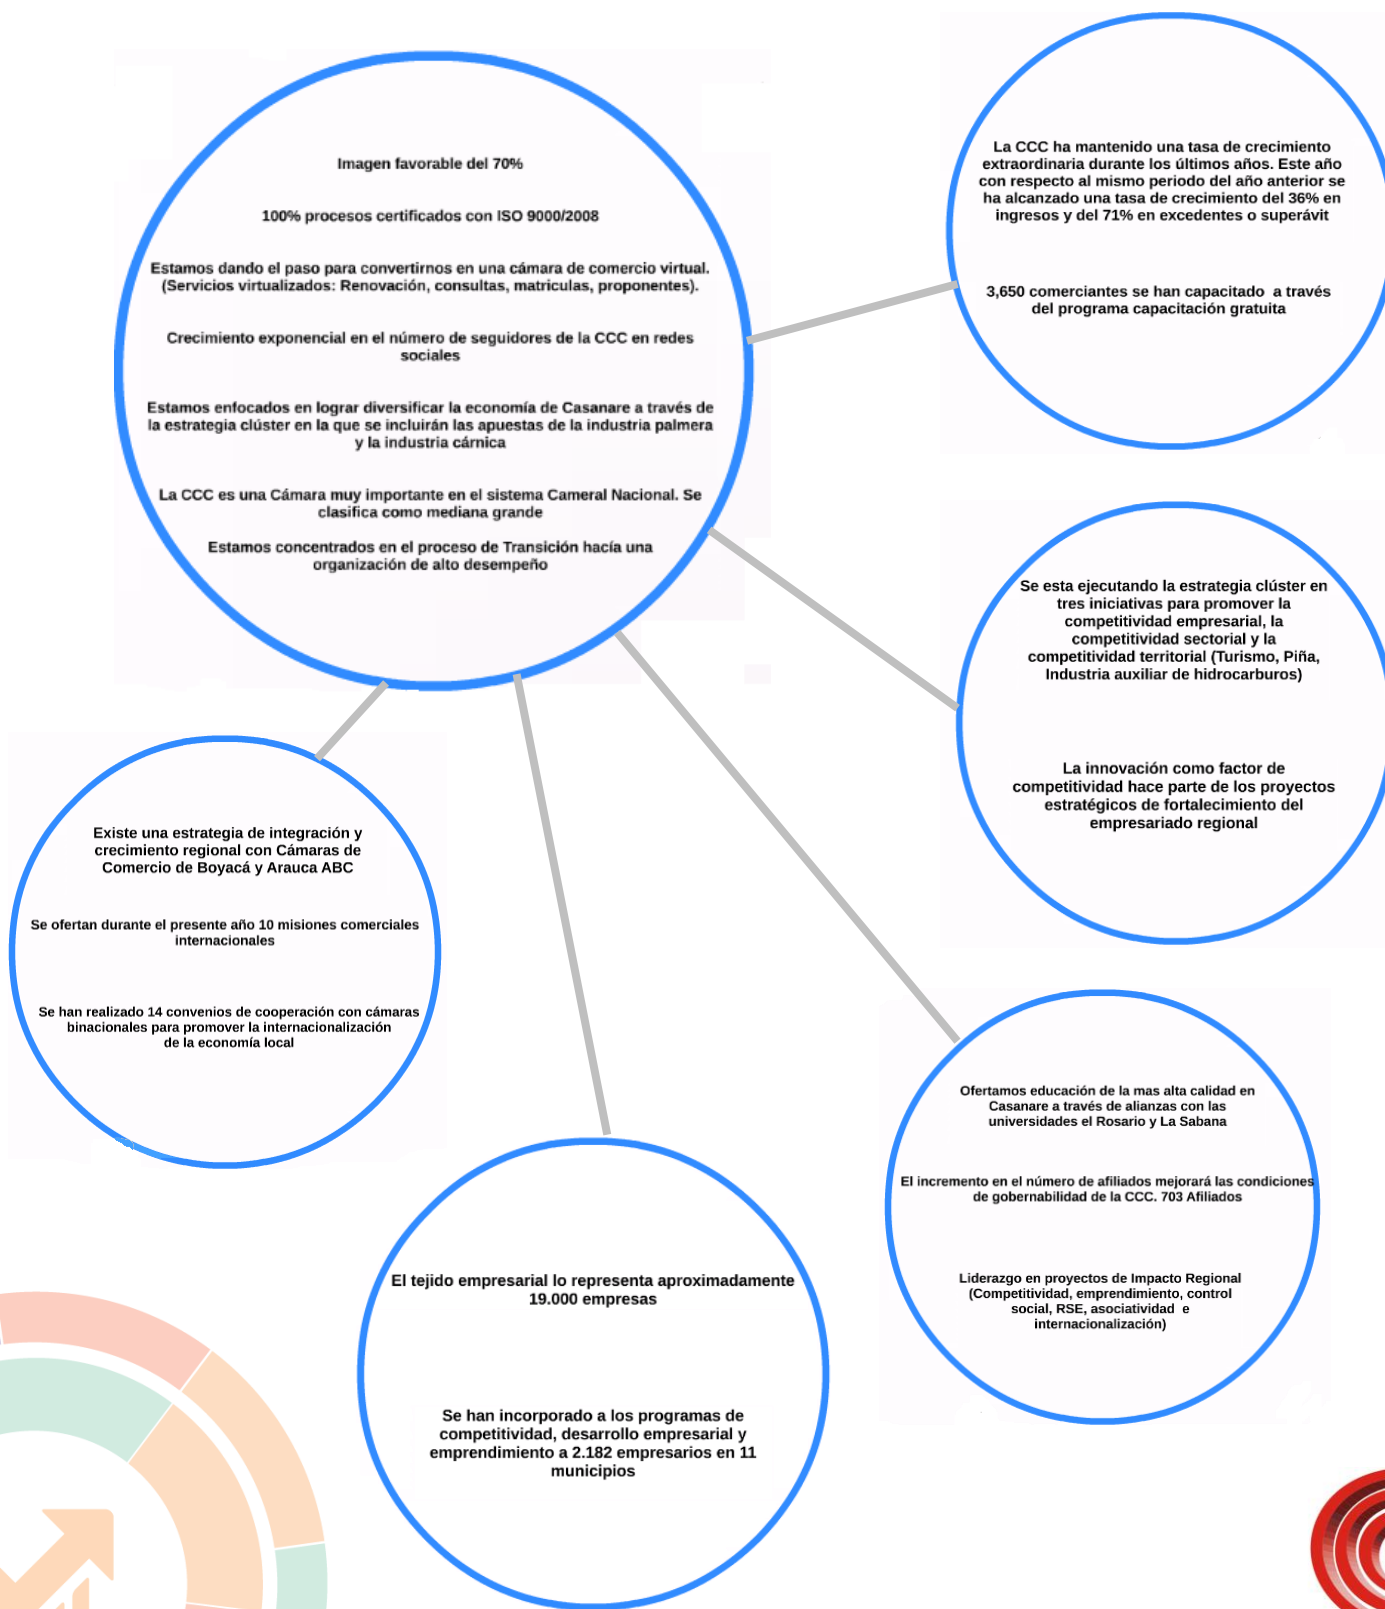 Imagen favorable del 70%
100% procesos certificados con ISO 9000/2008
Estamos dando el paso para convertirnos en una cámara de comercio virtual.
(Servicios virtualizados: Renovación, consultas, matriculas, proponentes).
Crecimiento exponencial en el número de seguidores de la CCC en redes
sociales
Estamos enfocados en lograr diversificar la economía de Casanare a través de
la estrategia clúster en la que se incluirán las apuestas de la industria palmera
y la industria cárnica
La CCC es una Cámara muy importante en el sistema Cameral Nacional. Se
clasifica como mediana grande
Estamos concentrados en el proceso de Transición hacía una
organización de alto desempeño
La CCC ha mantenido una tasa de crecimiento
extraordinaria durante los últimos años. Este año
con respecto al mismo periodo del año anterior se
ha alcanzado una tasa de crecimiento del 36% en
ingresos y del 71% en excedentes o superávit
3,650 comerciantes se han capacitado a través
del programa capacitación gratuita
Se esta ejecutando la estrategia clúster en
tres iniciativas para promover la
competitividad empresarial, la
competitividad sectorial y la
competitividad territorial (Turismo, Piña,
Industria auxiliar de hidrocarburos)
La innovación como factor de
competitividad hace parte de los proyectos
estratégicos de fortalecimiento del
empresariado regional
Existe una estrategia de integración y
crecimiento regional con Cámaras de
Comercio de Boyacá y Arauca ABC
Se ofertan durante el presente año 10 misiones comerciales
internacionales
Se han realizado 14 convenios de cooperación con cámaras
binacionales para promover la internacionalización
de la economía local
Ofertamos educación de la mas alta calidad en
Casanare a través de alianzas con las
universidades el Rosario y La Sabana
El incremento en el número de afiliados mejorará las condiciones
de gobernabilidad de la CCC. 703 Afiliados
Liderazgo en proyectos de Impacto Regional
(Competitividad, emprendimiento, control
social, RSE, asociatividad e
internacionalización)
El tejido empresarial lo representa aproximadamente
19.000 empresas
Se han incorporado a los programas de
competitividad, desarrollo empresarial y
emprendimiento a 2.182 empresarios en 11
municipios